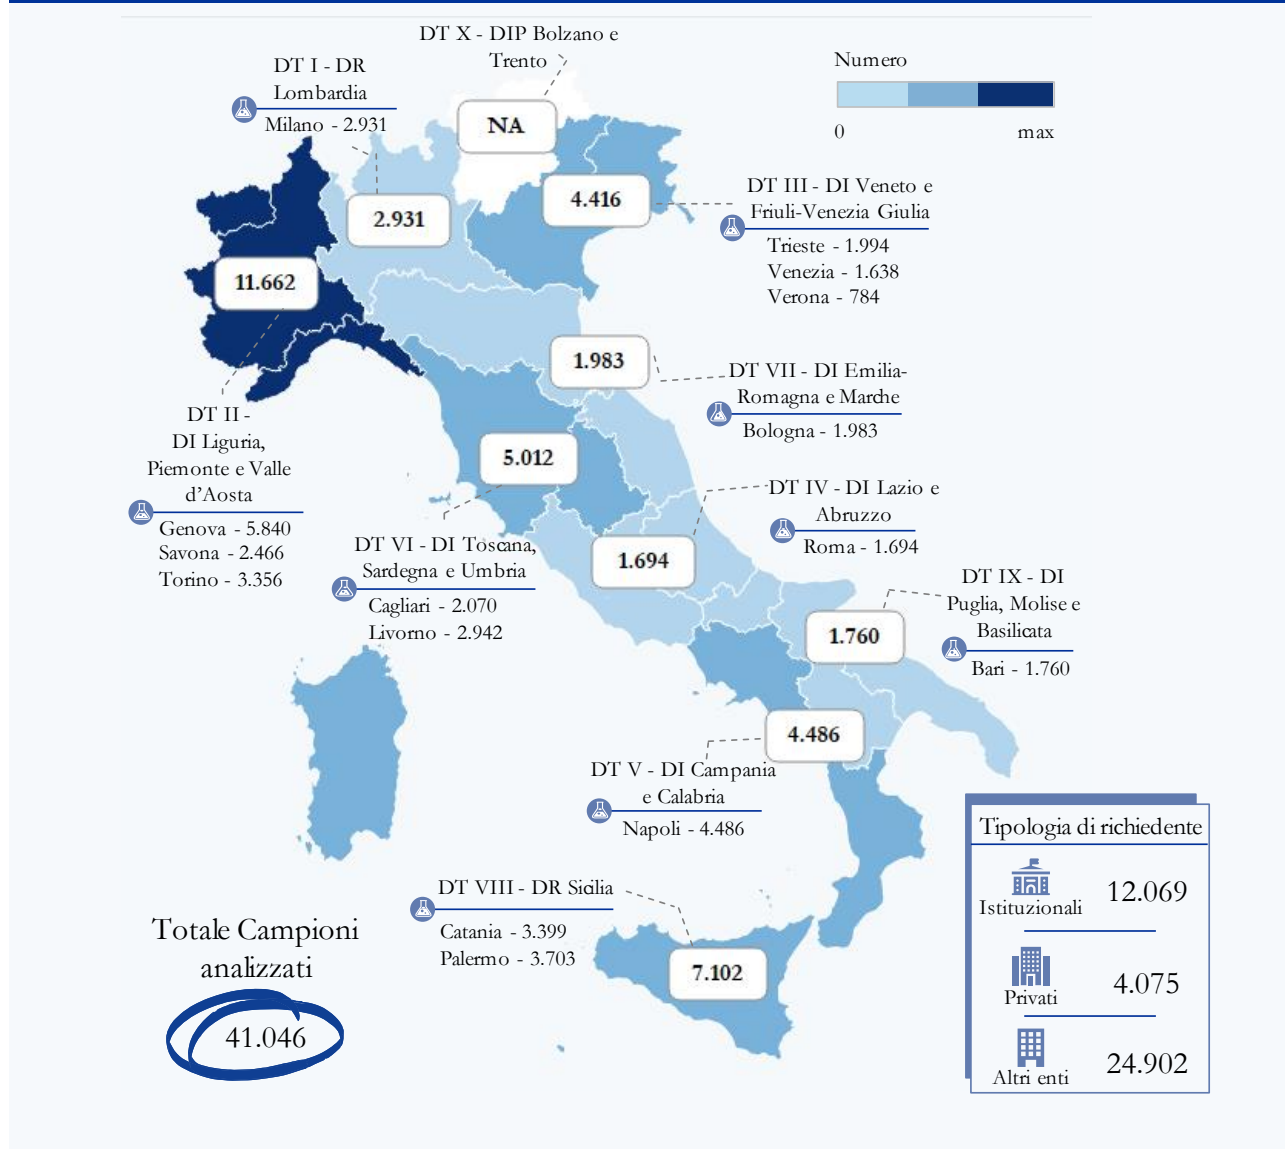 DT X - DIP Bolzano e
Trento
DT I - DR
Lombardia
Milano - 2.931
Numero
0 max
NA
4.416
2.931
11.662
DT III - DI Veneto e
Friuli-Venezia Giulia
Trieste - 1.994
Venezia - 1.638
Verona - 784
1.983
DT VII - DI Emilia-
Romagna e Marche
Bologna - 1.983
DT II -
DI Liguria,
Piemonte e Valle
d'Aosta
Genova - 5.840
Savona - 2.466
Torino - 3.356
5.012
DT VI - DI Toscana,
Sardegna e Umbria
Cagliari - 2.070
Livorno - 2.942
DT IV - DI Lazio e
Abruzzo
Roma - 1.694
1.694
DT IX - DI
Puglia, Molise e
Basilicata
Bari - 1.760
1.760
4.486
DT V - DI Campania
e Calabria
Napoli - 4.486
DT VIII - DR Sicilia
Catania - 3.399
Palermo - 3.703
7.102
Totale Campioni
analizzati
41.046
Tipologia di richiedente
Istituzionali 12.069
Privati 4.075
Altri enti 24.902